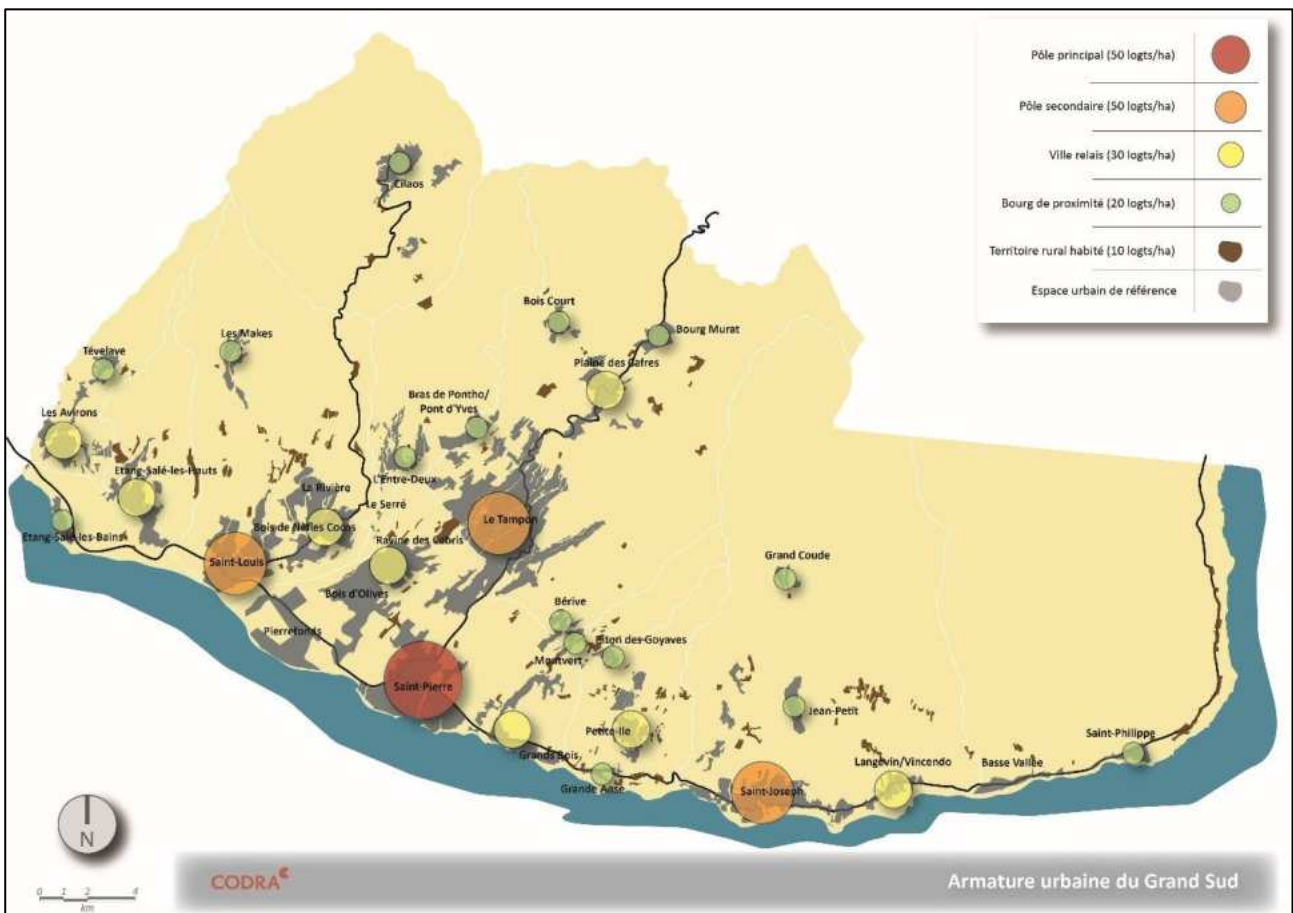 Pôle principal (50 logts/ha)
Pôle secondaire (50 logts/ha)
Ville relais (30 logts/ha)
Bourg de proximité (20 logts/ha)
Territoire rural habité (10 logts/ha)
Espace urbain de référence
Cilaos
Bois Court
Bourg Murat
Les Makes
Tévelave
Plaine des Cafres
Bras de Pontho/
Pont d'Yves
Les Avirons
Etang-Salé-les-Hauts
L'Entre-Deux
La Rivière
Le Serré
Le Tampon
Bois de Nèfles Cocos
Etang-Salé-les-Bains
Ravine des Cabris
Saint-Louis
Grand Coude
Bois d'Olives
Bérive
Pierrefonds
Piton des Goyaves
Montvert
Saint-Pierre
Jean-Petit
Petite-Ile
Saint-Philippe
Grands Bois
Langevin/Vincendo
Basse Vallée
Grande Anse
Saint-Joseph
N
0 1 2 4
km
CODRA
Armature urbaine du Grand Sud